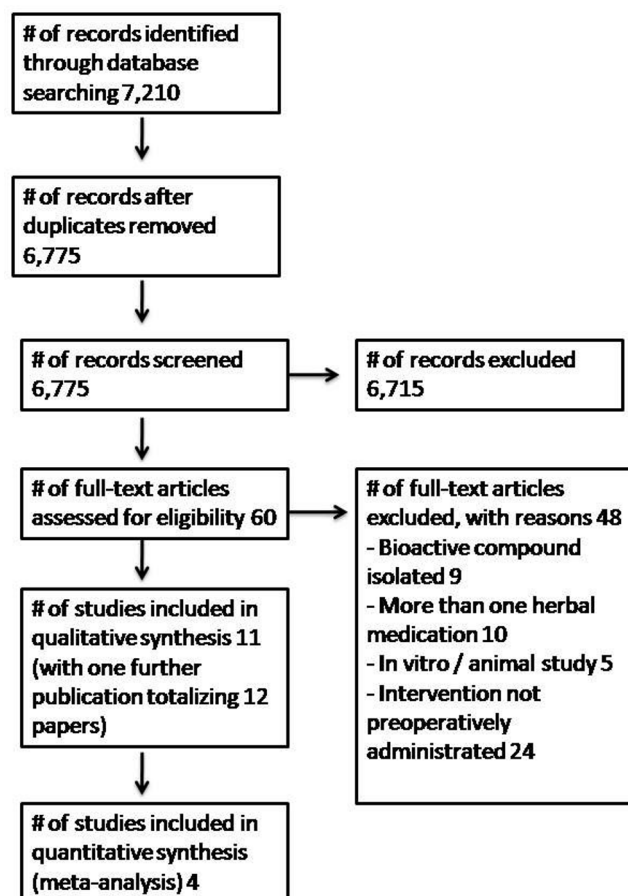 # of records identified
through database
searching 7,210
# of records after
duplicates removed
6,775
# of records screened
6,775
# of records excluded
6,715
# of full-text articles
assessed for eligibility 60
# of full-text articles
excluded, with reasons 48
- Bioactive compound
isolated 9
- More than one herbal
medication 10
- In vitro / animal study 5
- Intervention not
preoperatively
administrated 24
# of studies included in
qualitative synthesis 11
(with one further
publication totalizing 12
papers)
# of studies included in
quantitative synthesis
(meta-analysis) 4